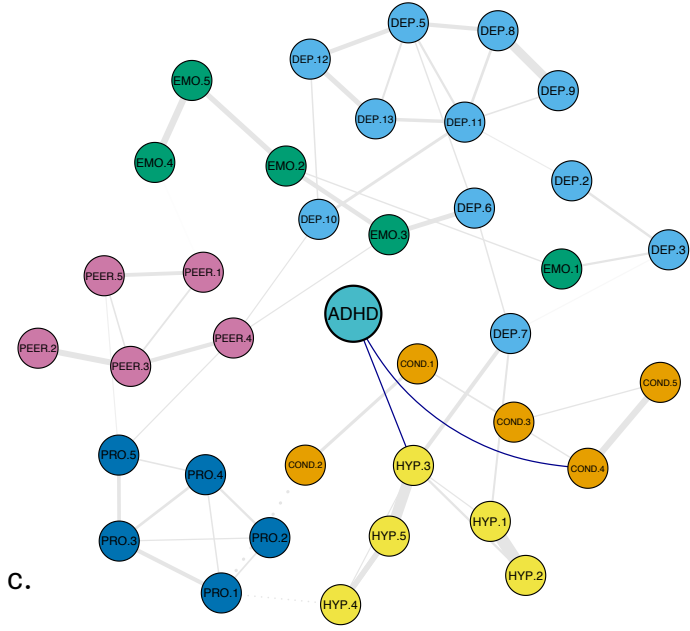 DEP.5
DEP.8
DEP.12
EMO.5
DEP.9
DEP.13
DEP.11
EMO.4
EMO.2
DEP.2
DEP.6
DEP.10
EMO.3
DEP.3
PEER.1
EMO.1
PEER.5
ADHD
DEP.7
PEER.4
PEER.2
PEER.3
COND.1
COND.5
COND.3
PRO.5
COND.2
HYP.3
COND.4
PRO.4
HYP.1
PRO.3
PRO.2
HYP.5
HYP.2
c.
PRO.1
HYP.4